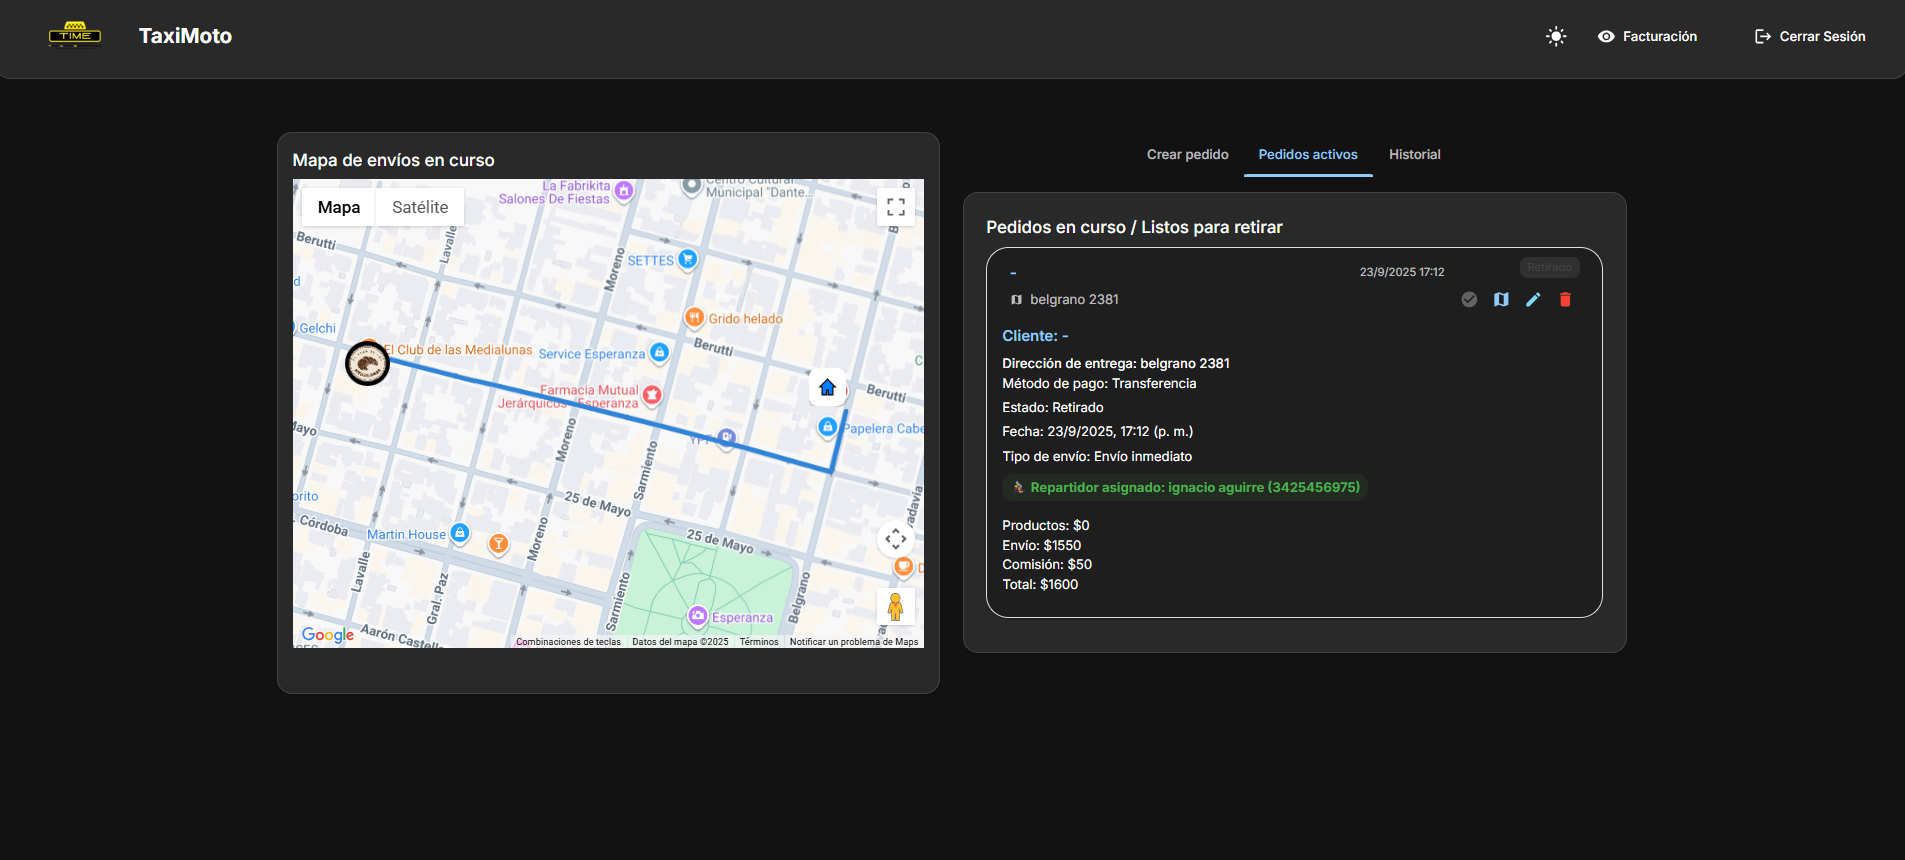 TIME
TaxiMoto
Facturación
Cerrar Sesión
Mapa de envíos en curso
Mapa
Satélite
La Fabrikita
Salones De Fiestas
Centro Cultural
Municipal "Dante...
Berutti
Lavalle
Moreno
SETTES
B
d
Gelchi
Grido helado
Berutti
El Club de las Medialunas
Service Esperanza
C
Farmacia Mutual
Jerárquicos - Esperanza
Berutti
Papelera Cabe
Mayo
Moreno
YPF
Sarmiento
orito
25 de Mayo
adavia
Córdoba
Martin House
Moreno
25 de Mayo
Lavalle
Gral. Paz
Sarmiento
Belgrano
D
Esperanza
Google
Aarón Castell
Combinaciones de teclas
Datos del mapa ©2025
Términos
Notificar un problema de Maps
Crear pedido
Pedidos activos
Historial
Pedidos en curso / Listos para retirar
-
23/9/2025 17:12
Retirado
belgrano 2381
Cliente: -
Dirección de entrega: belgrano 2381
Método de pago: Transferencia
Estado: Retirado
Fecha: 23/9/2025, 17:12 (p. m.)
Tipo de envío: Envío inmediato
Repartidor asignado: ignacio aguirre (3425456975)
Productos: $0
Envío: $1550
Comisión: $50
Total: $1600